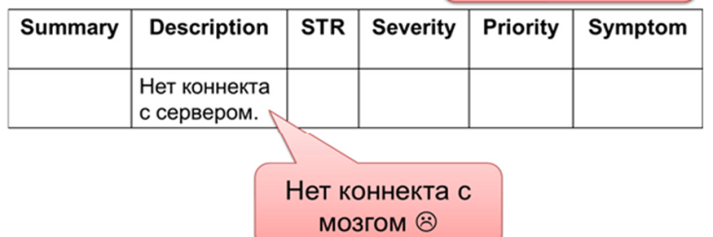 Summary Description STR Severity Priority Symptom
Нет коннекта
с сервером.
Нет коннекта с
мозгом ☹